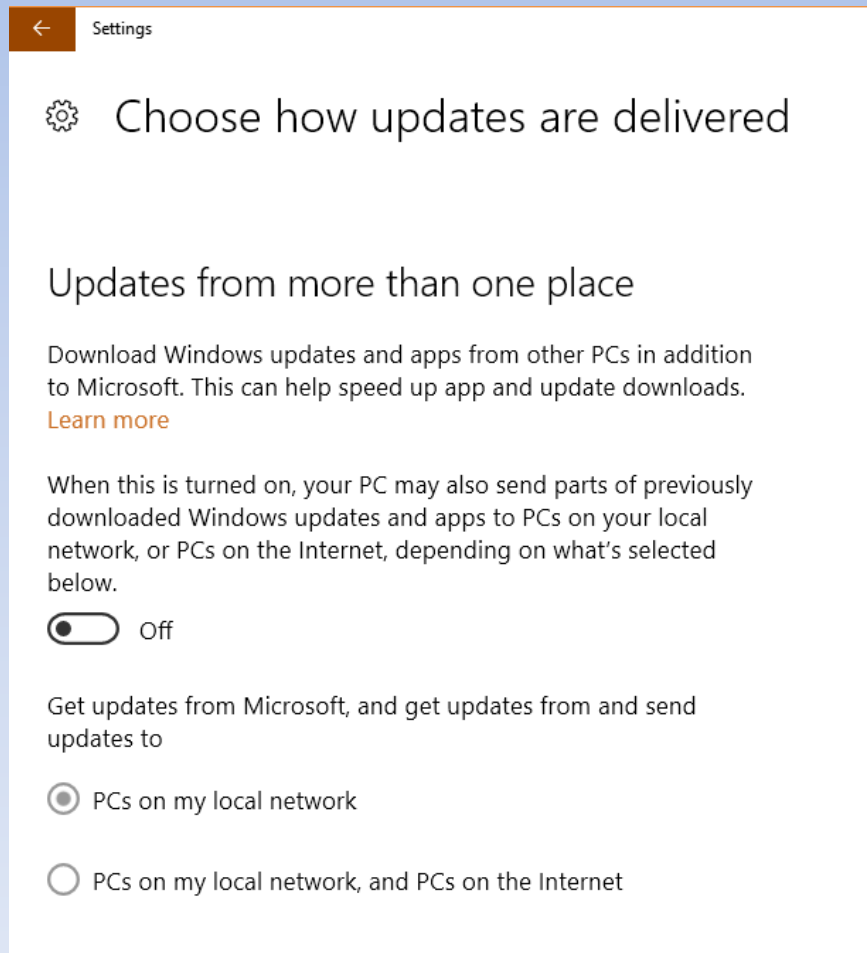 Settings
Choose how updates are delivered
Updates from more than one place
Download Windows updates and apps from other PCs in addition
to Microsoft. This can help speed up app and update downloads.
Learn more
When this is turned on, your PC may also send parts of previously
downloaded Windows updates and apps to PCs on your local
network, or PCs on the Internet, depending on what's selected
below.
Off
Get updates from Microsoft, and get updates from and send
updates to
PCs on my local network
PCs on my local network, and PCs on the Internet